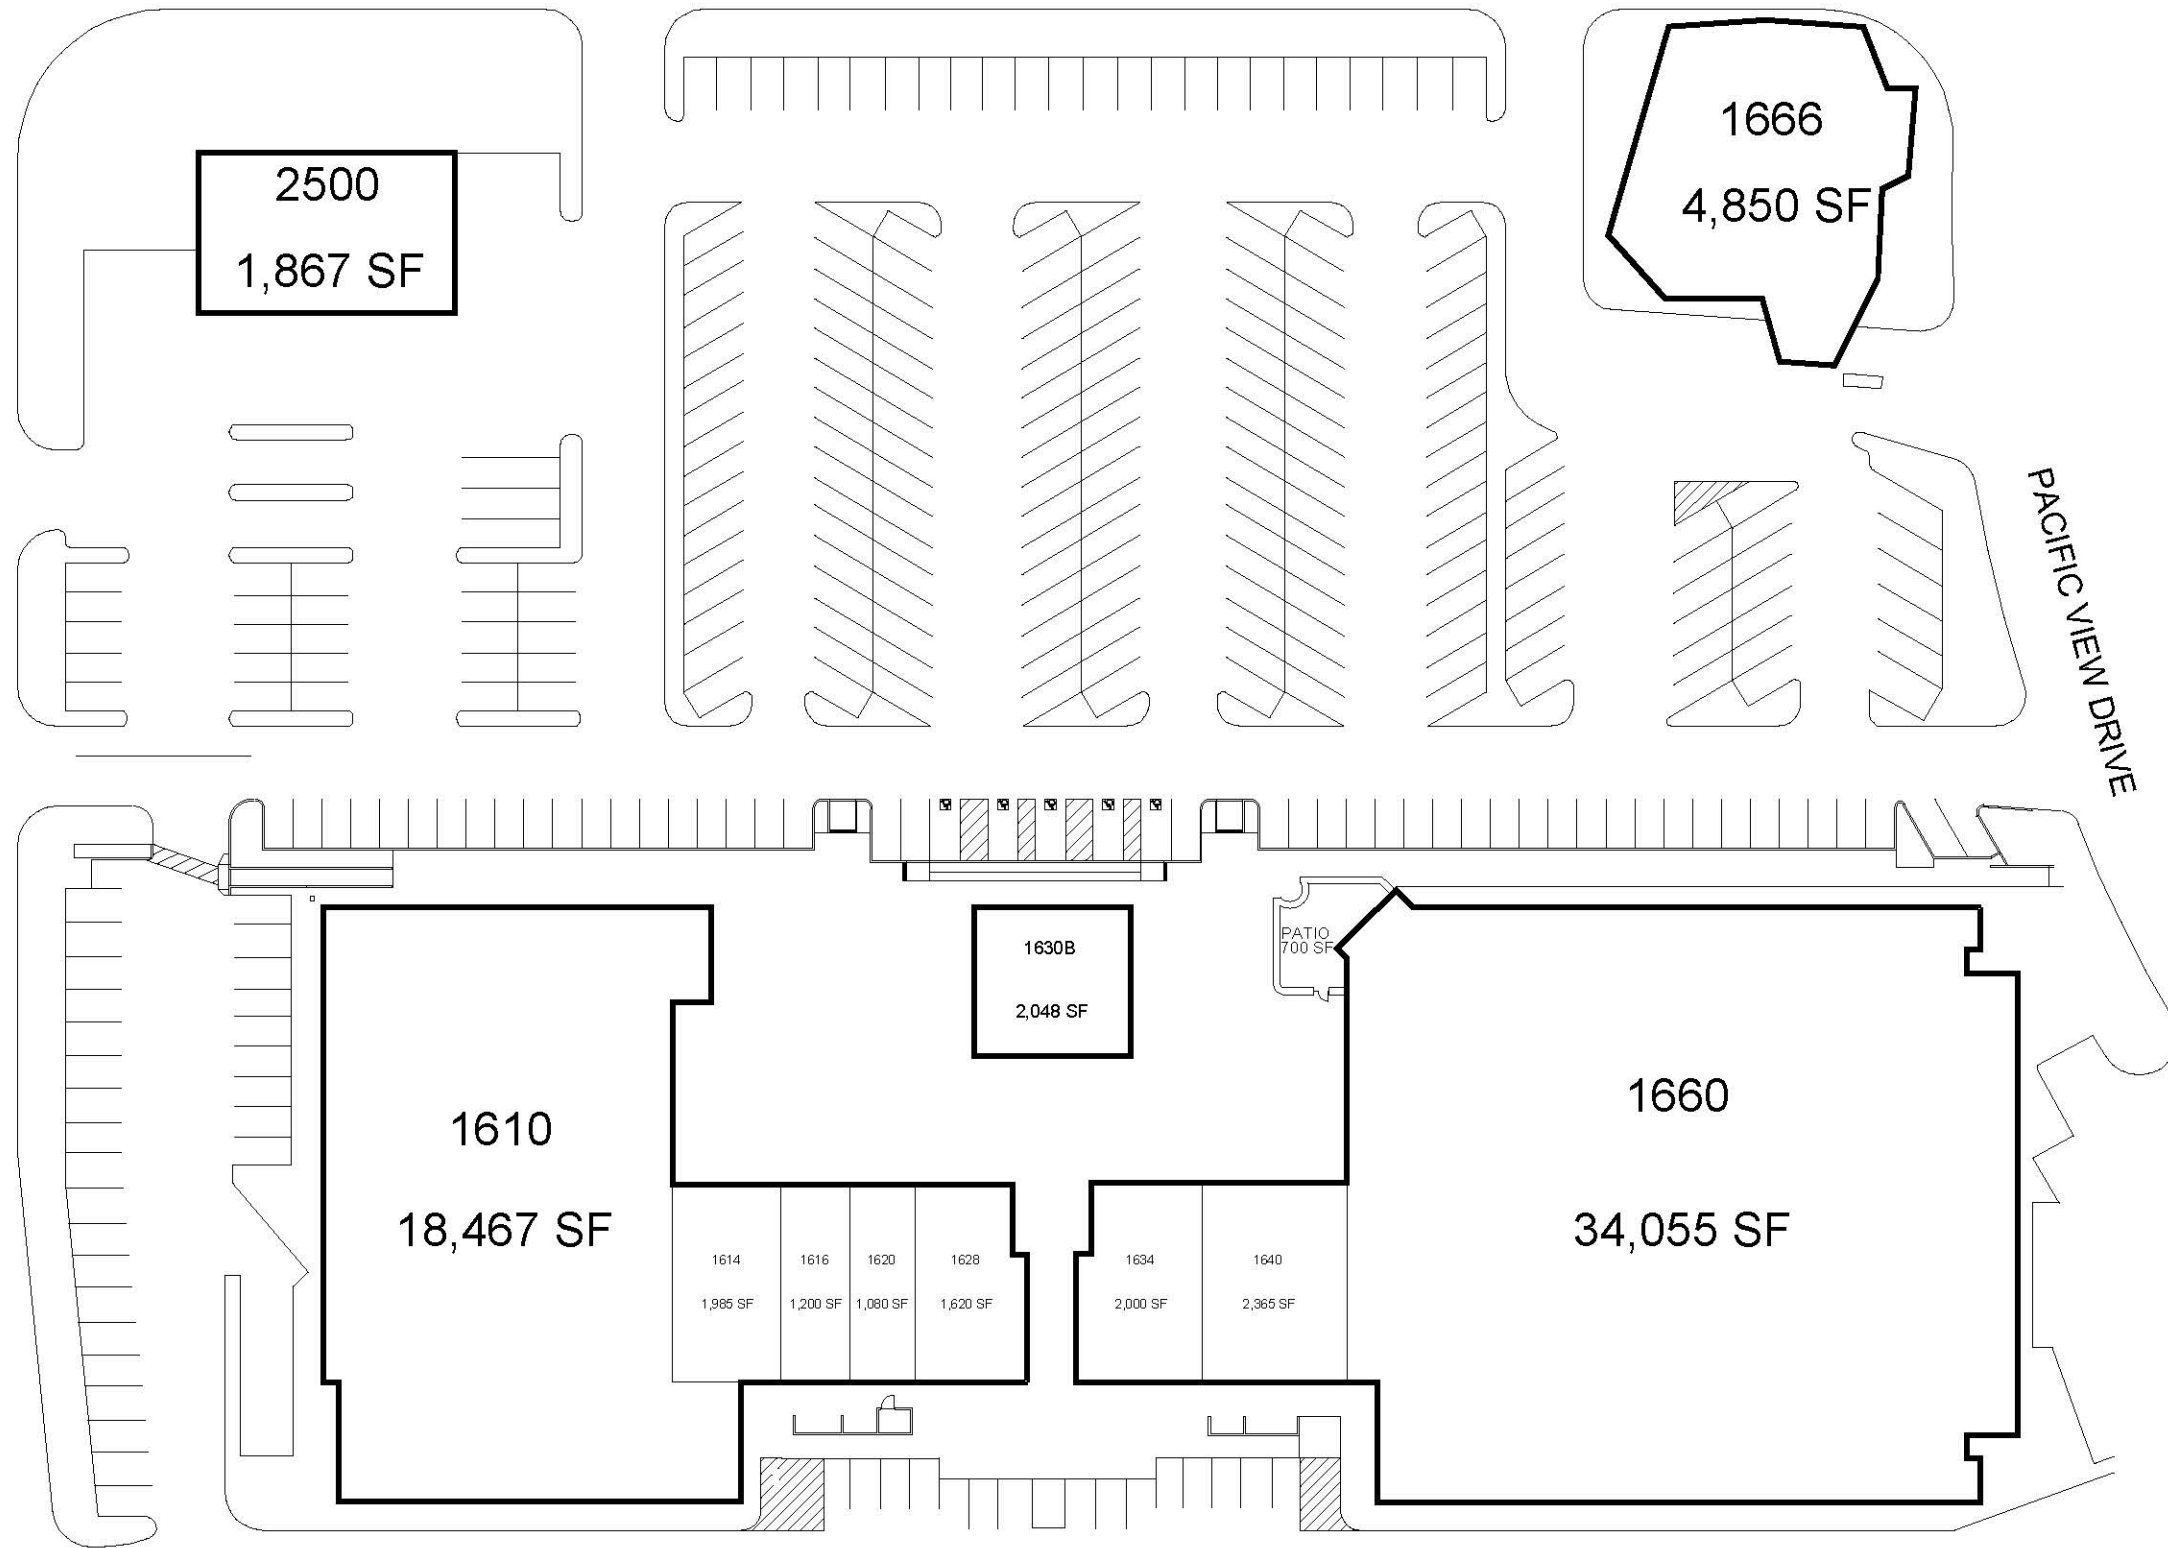 2500
1,867 SF
1666
4,850 SF
PACIFIC VIEW DRIVE
1630B
2,048 SF
PATIO
700 SF
1610
18,467 SF
1660
34,055 SF
1614
1,985 SF
1616
1,200 SF
1620
1,080 SF
1628
1,620 SF
1634
2,000 SF
1640
2,365 SF